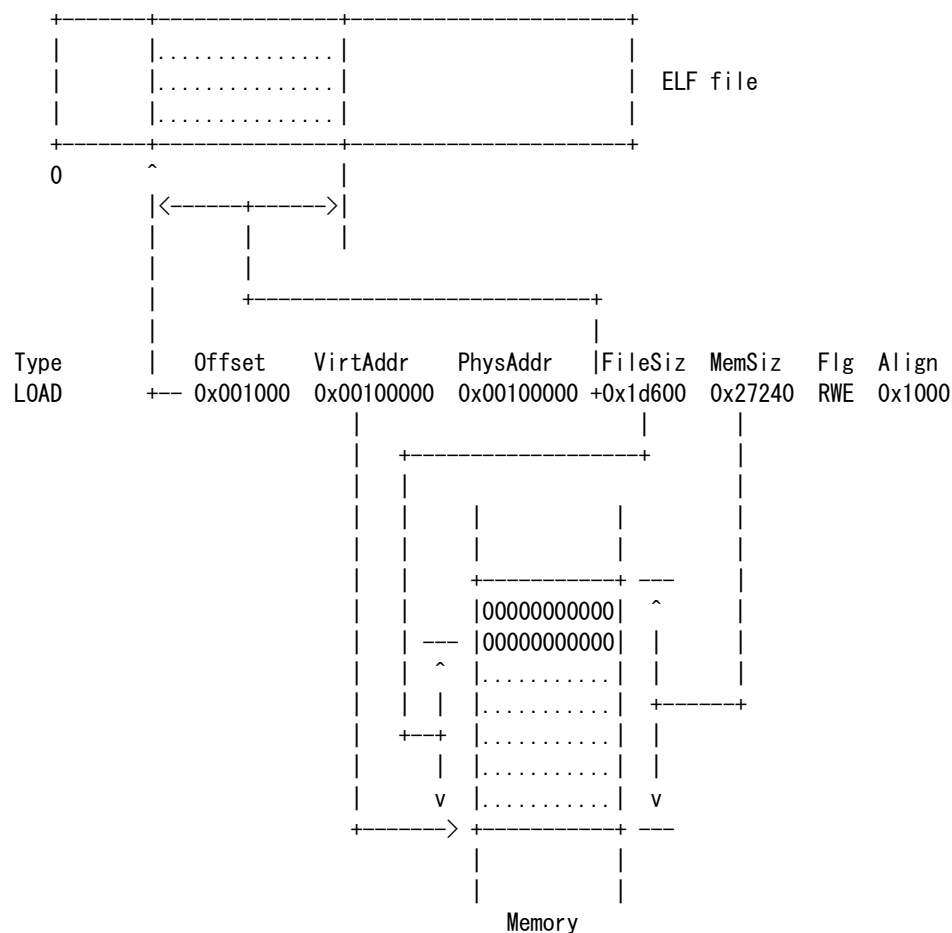 ELF file
0
Type Offset VirtAddr PhysAddr FileSiz MemSiz Flg Align
LOAD 0x001000 0x00100000 0x00100000 0x1d600 0x27240 RWE 0x1000
00000000000
00000000000
Memory